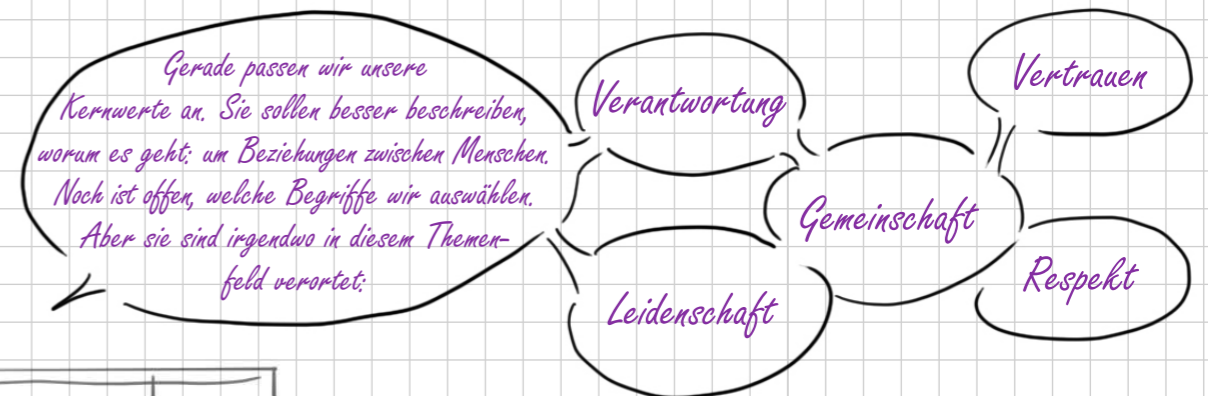 Gerade passen wir unsere
Kernwerte an. Sie sollen besser beschreiben,
worum es geht: um Beziehungen zwischen Menschen.
Noch ist offen, welche Begriffe wir auswählen.
Aber sie sind irgendwo in diesem Themen-
feld verortet:
Verantwortung
Leidenschaft
Gemeinschaft
Vertrauen
Respekt